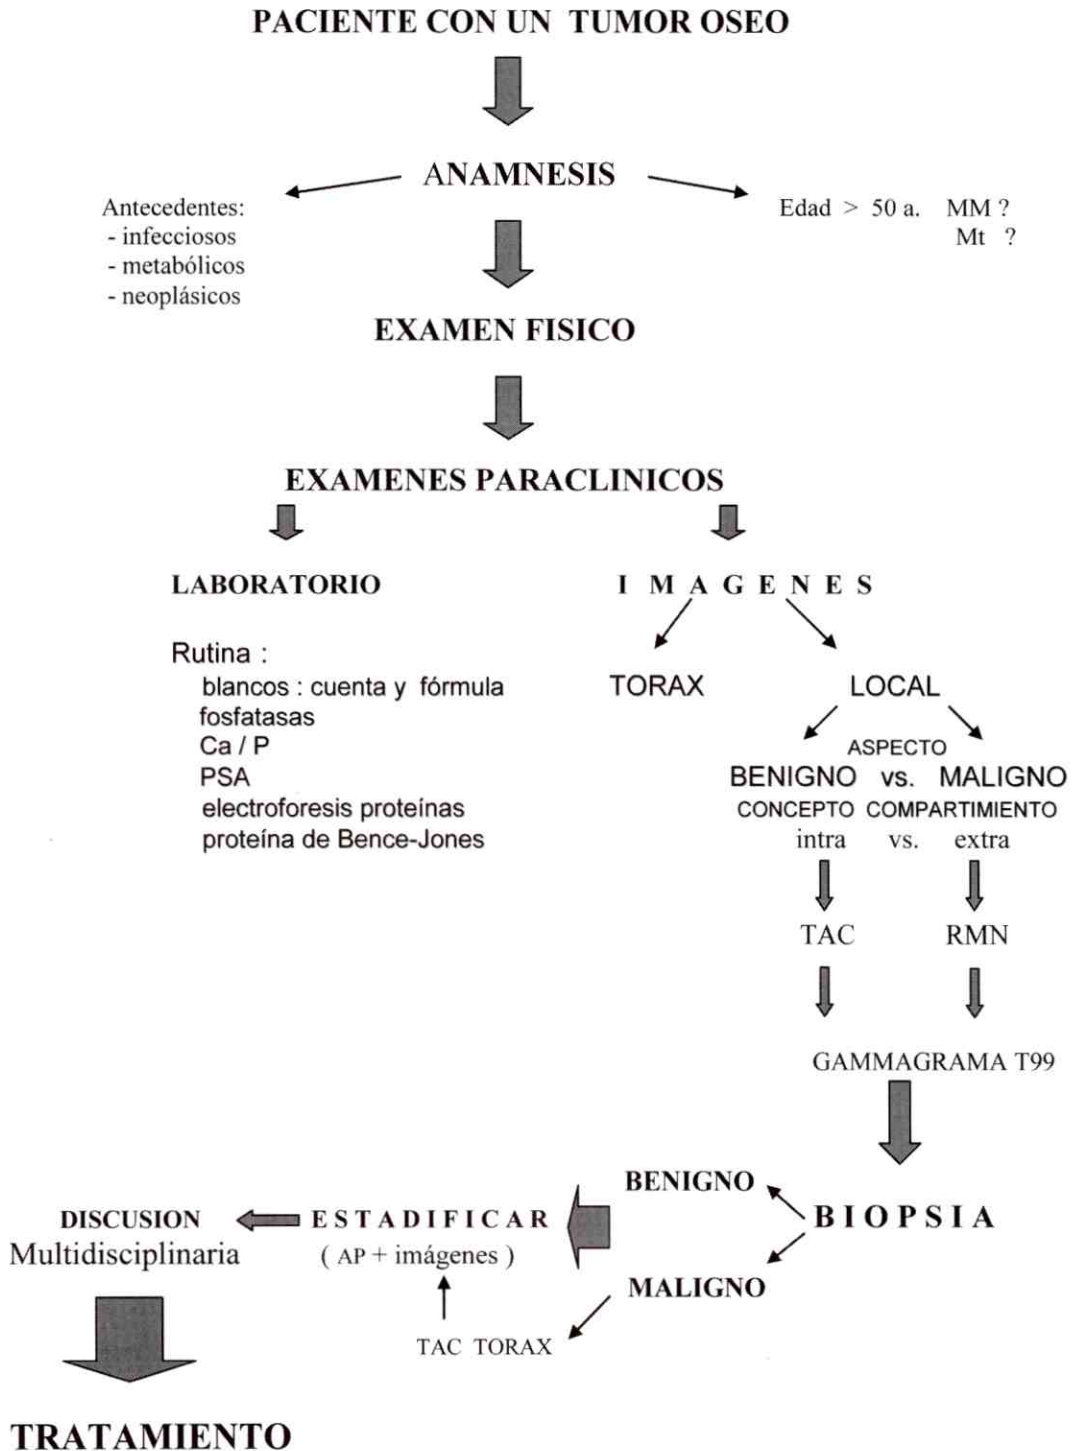 PACIENTE CON UN TUMOR OSEO
ANAMNESIS
Antecedentes:
- infecciosos
- metabólicos
- neoplásicos
Edad > 50 a. MM ?
Mt ?
EXAMEN FISICO
EXAMENES PARACLINICOS
LABORATORIO
Rutina :
blancos : cuenta y fórmula
fosfatasas
Ca / P
PSA
electroforesis proteínas
proteína de Bence-Jones
I M A G E N E S
TORAX
LOCAL
ASPECTO
BENIGNO vs. MALIGNO
CONCEPTO COMPARTIMIENTO
intra vs. extra
TAC
RMN
GAMMAGRAMA T99
B I O P S I A
BENIGNO
MALIGNO
TAC TORAX
E S T A D I F I C A R
( AP + imágenes )
DISCUSION
Multidisciplinaria
TRATAMIENTO